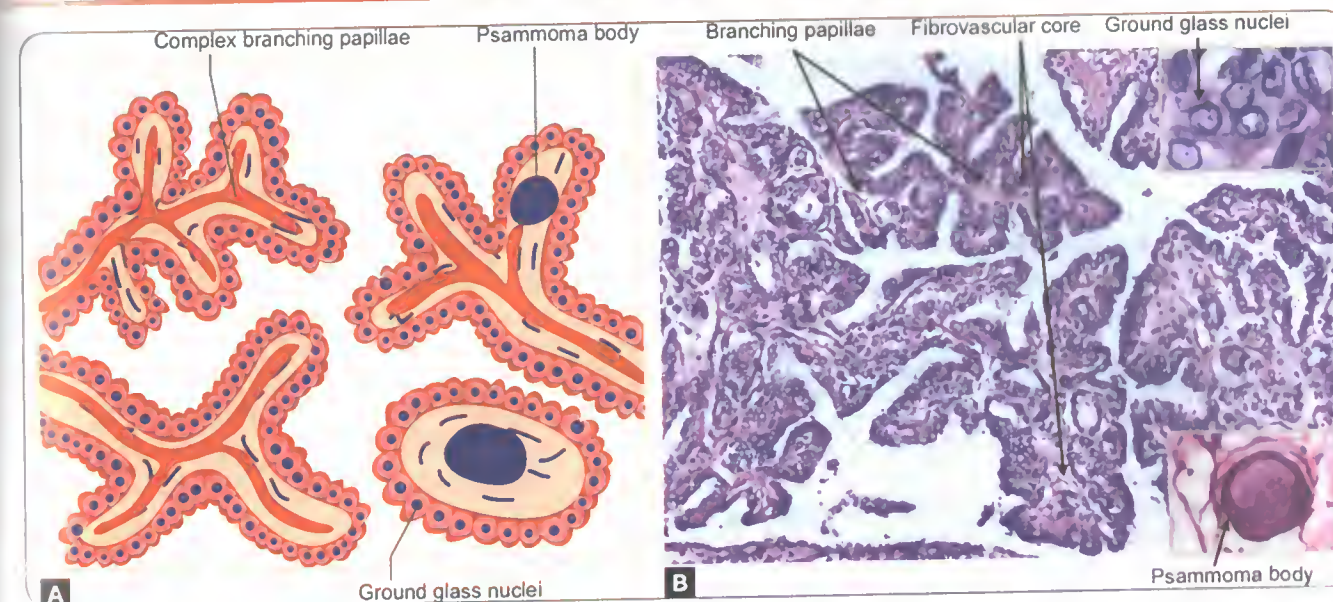 Complex branching papillae
Psammoma body
Branching papillae
Fibrovascular core
Ground glass nuclei
Ground glass nuclei
Psammoma body
A
B